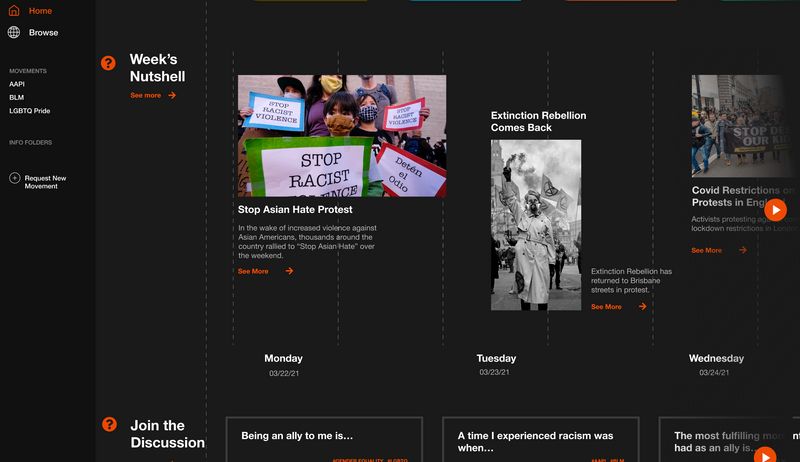 Home
Browse
MOVEMENTS
AAPI
BLM
LGBTQ Pride
INFO FOLDERS
Request New
Movement
Week's
Nutshell
See more
STOP
RACIST
VIOLENCE
STOP
RACIST
VIOLENCE
STOP
RACIST
VIOLENCE
Detén
el
Odio
Stop Asian Hate Protest
In the wake of increased violence against
Asian Americans, thousands around the
country rallied to “Stop Asian Hate” over
the weekend.
See More
Monday
03/22/21
Extinction Rebellion
Comes Back
Extinction Rebellion has
returned to Brisbane
streets in protest.
See More
Tuesday
03/23/21
STOP
OUR
Covid Restrictions on
Protests in
Activists protesting
lockdown restrictions in
See More
Wednesday
03/24/21
Join the
Discussion
Being an ally to me is…
#GENDER EQUALITY #LGBTQ
A time I experienced racism was
when…
#AAPI #BLM
The most fulfilling
had as an ally is…